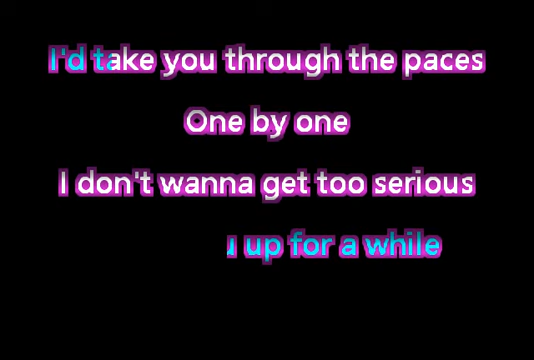 I'd take you through the paces
One by one
I don't wanna get too serious
u up for a while